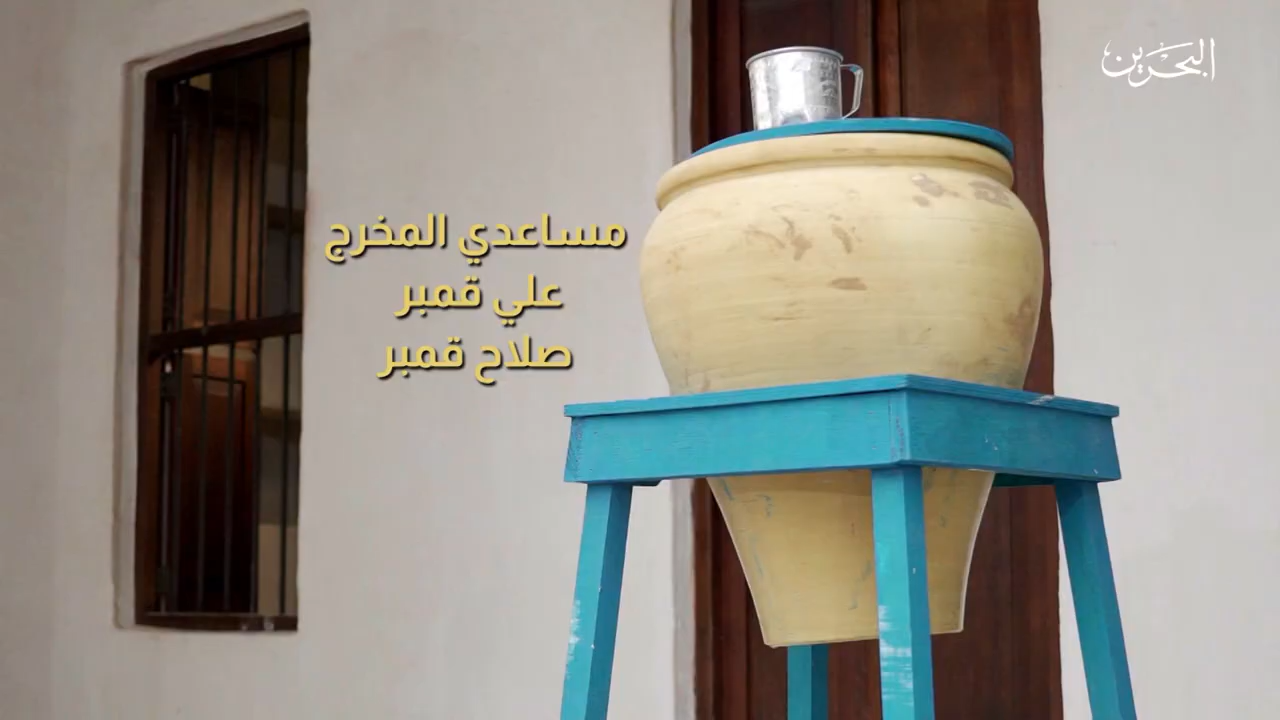 البحرين
مساعدي المخرج
علي قمبر
صلاح قمبر